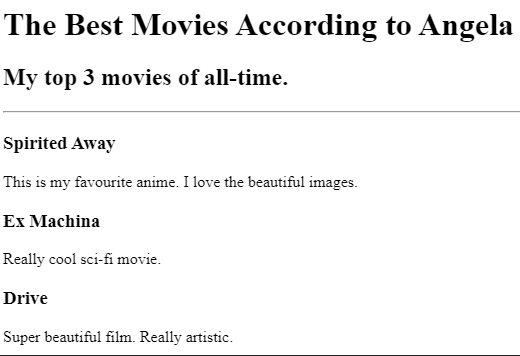 The Best Movies According to Angela
My top 3 movies of all-time.
Spirited Away
This is my favourite anime. I love the beautiful images.
Ex Machina
Really cool sci-fi movie.
Drive
Super beautiful film. Really artistic.